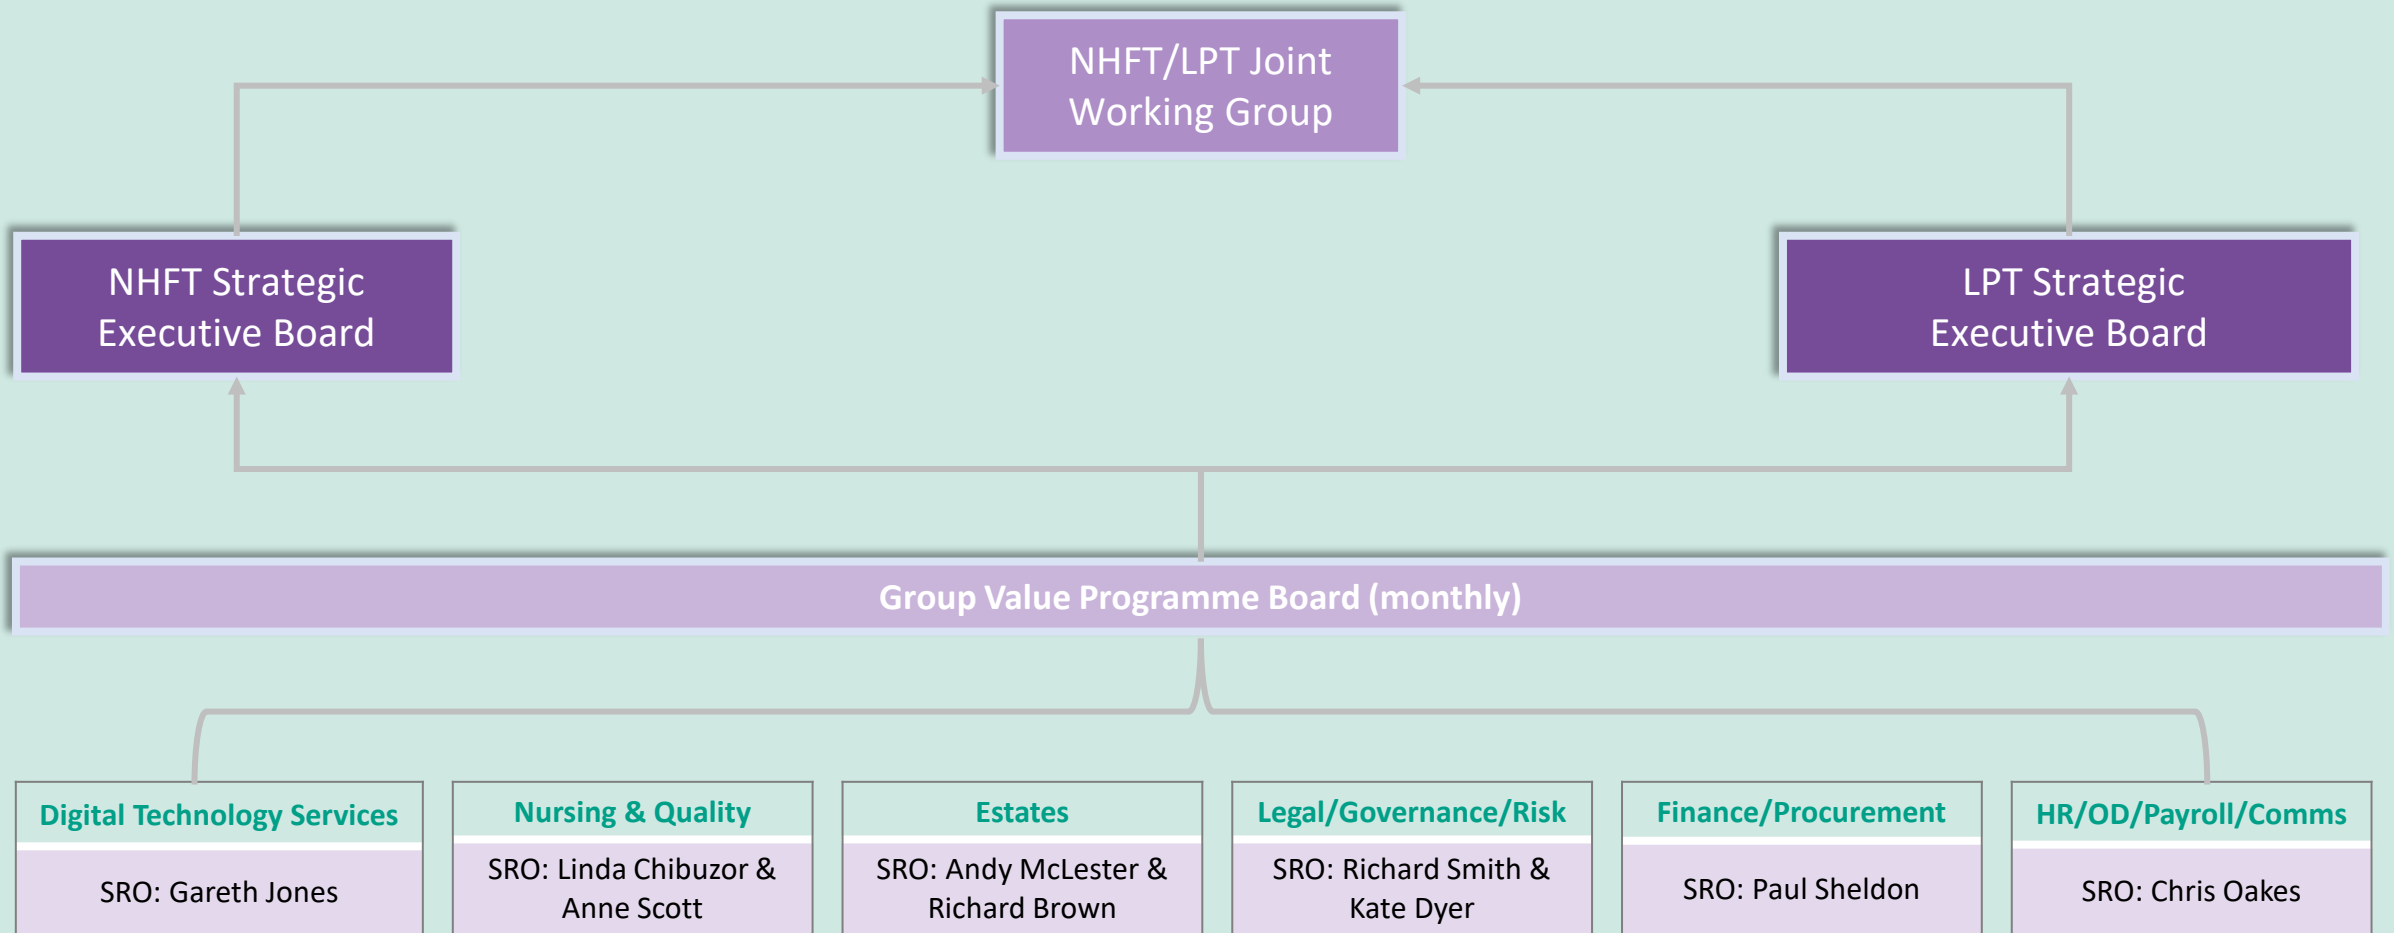 NHFT/LPT Joint
Working Group
NHFT Strategic
Executive Board
LPT Strategic
Executive Board
Group Value Programme Board (monthly)
Digital Technology Services
SRO: Gareth Jones
Nursing & Quality
SRO: Linda Chibuzor &
Anne Scott
Estates
SRO: Andy McLester &
Richard Brown
Legal/Governance/Risk
SRO: Richard Smith &
Kate Dyer
Finance/Procurement
SRO: Paul Sheldon
HR/OD/Payroll/Comms
SRO: Chris Oakes